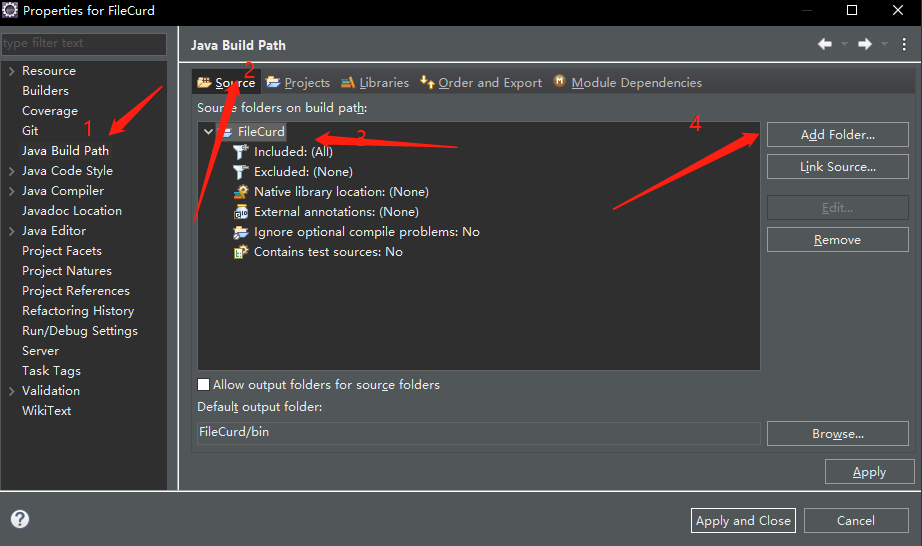 Properties for FileCurd
type filter text
Resource
Builders
Coverage
Git
1
Java Build Path
Java Code Style
Java Compiler
Javadoc Location
Java Editor
Project Facets
Project Natures
Project References
Refactoring History
Run/Debug Settings
Server
Task Tags
Validation
WikiText
Java Build Path
2
Source Projects Libraries Order and Export Module Dependencies
Source folders on build path:
FileCurd
3
Included: (All)
Excluded: (None)
Native library location: (None)
External annotations: (None)
Ignore optional compile problems: No
Contains test sources: No
4
Add Folder...
Link Source...
Edit...
Remove
Allow output folders for source folders
Default output folder:
FileCurd/bin
Browse...
Apply
Apply and Close
Cancel